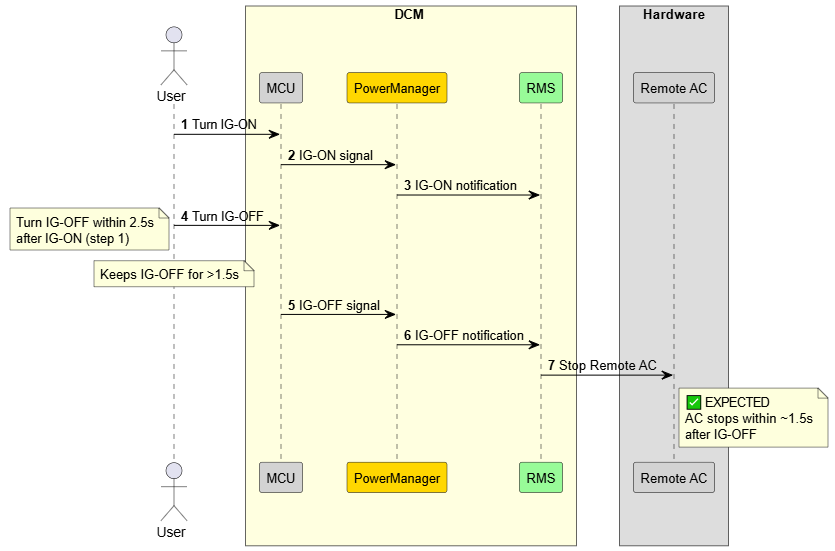 DCM
Hardware
User
MCU
PowerManager
RMS
Remote AC
1 Turn IG-ON
2 IG-ON signal
3 IG-ON notification
Turn IG-OFF within 2.5s
after IG-ON (step 1)
4 Turn IG-OFF
Keeps IG-OFF for >1.5s
5 IG-OFF signal
6 IG-OFF notification
7 Stop Remote AC
✅ EXPECTED
AC stops within ~1.5s
after IG-OFF
User
MCU
PowerManager
RMS
Remote AC